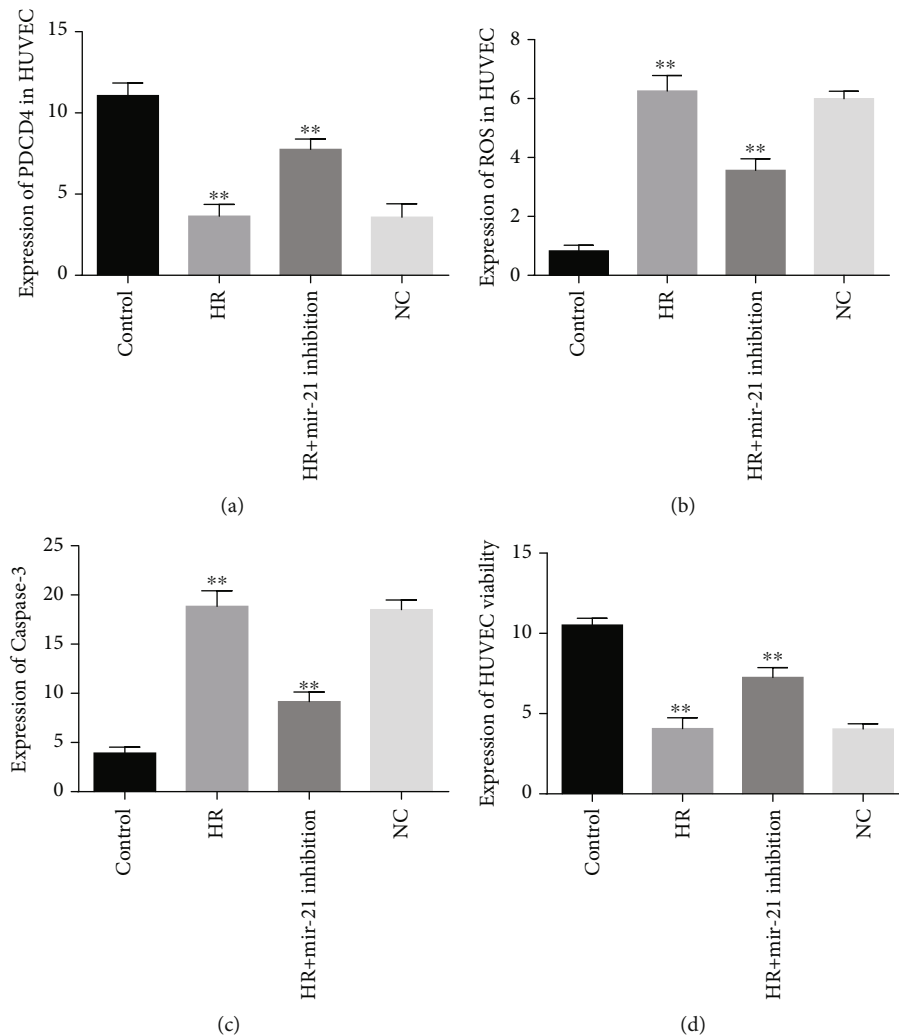 Expression of PDCD4 in HUVEC
15
10
5
0
**
**
Control
HR
HR+mir-21 inhibition
NC
(a)
Expression of ROS in HUVEC
8
6
4
2
0
**
**
Control
HR
HR+mir-21 inhibition
NC
(b)
Expression of Caspase-3
25
20
15
10
5
0
**
**
Control
HR
HR+mir-21 inhibition
NC
(c)
Expression of HUVEC viability
15
10
5
0
**
**
Control
HR
HR+mir-21 inhibition
NC
(d)